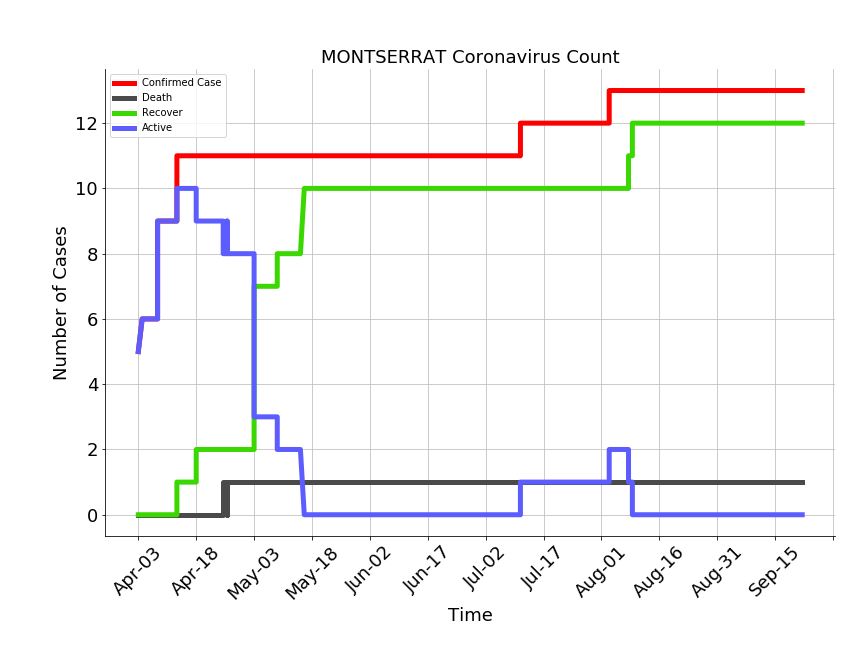 MONTSERRAT Coronavirus Count
Confirmed Case
Death
Recover
Active
Number of Cases
12
10
8
6
4
2
0
Apr-03
Apr-18
May-03
May-18
Jun-02
Jun-17
Jul-02
Jul-17
Aug-01
Aug-16
Aug-31
Sep-15
Time